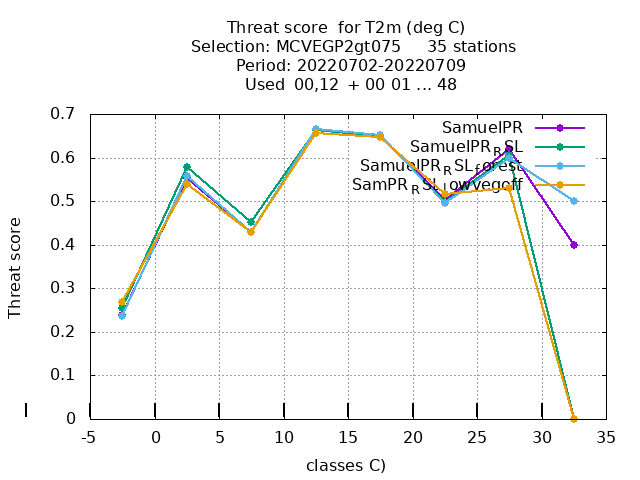 Threat score  for T2m (deg C)
Selection: MCVEGP2gt075     35 stations
Period: 20220702-20220709
Used  00,12  + 00 01 ... 48
SamuelPR
SamuelPR_RSL
SamuelPR_RSL_forest
SamPR_RSL_lowvegoff
Threat score
0.7
0.6
0.5
0.4
0.3
0.2
0.1
0
-5 0 5 10 15 20 25 30 35
classes C)